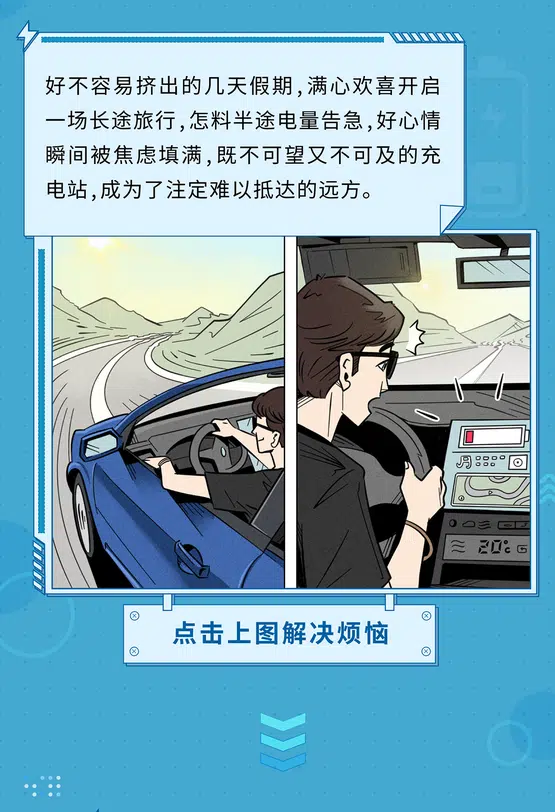 好不容易挤出的几天假期,满心欢喜开启
一场长途旅行,怎料半途电量告急,好心情
瞬间被焦虑填满,既不可望又不可及的充
电站,成为了注定难以抵达的远方。
20°c
点击上图解决烦恼